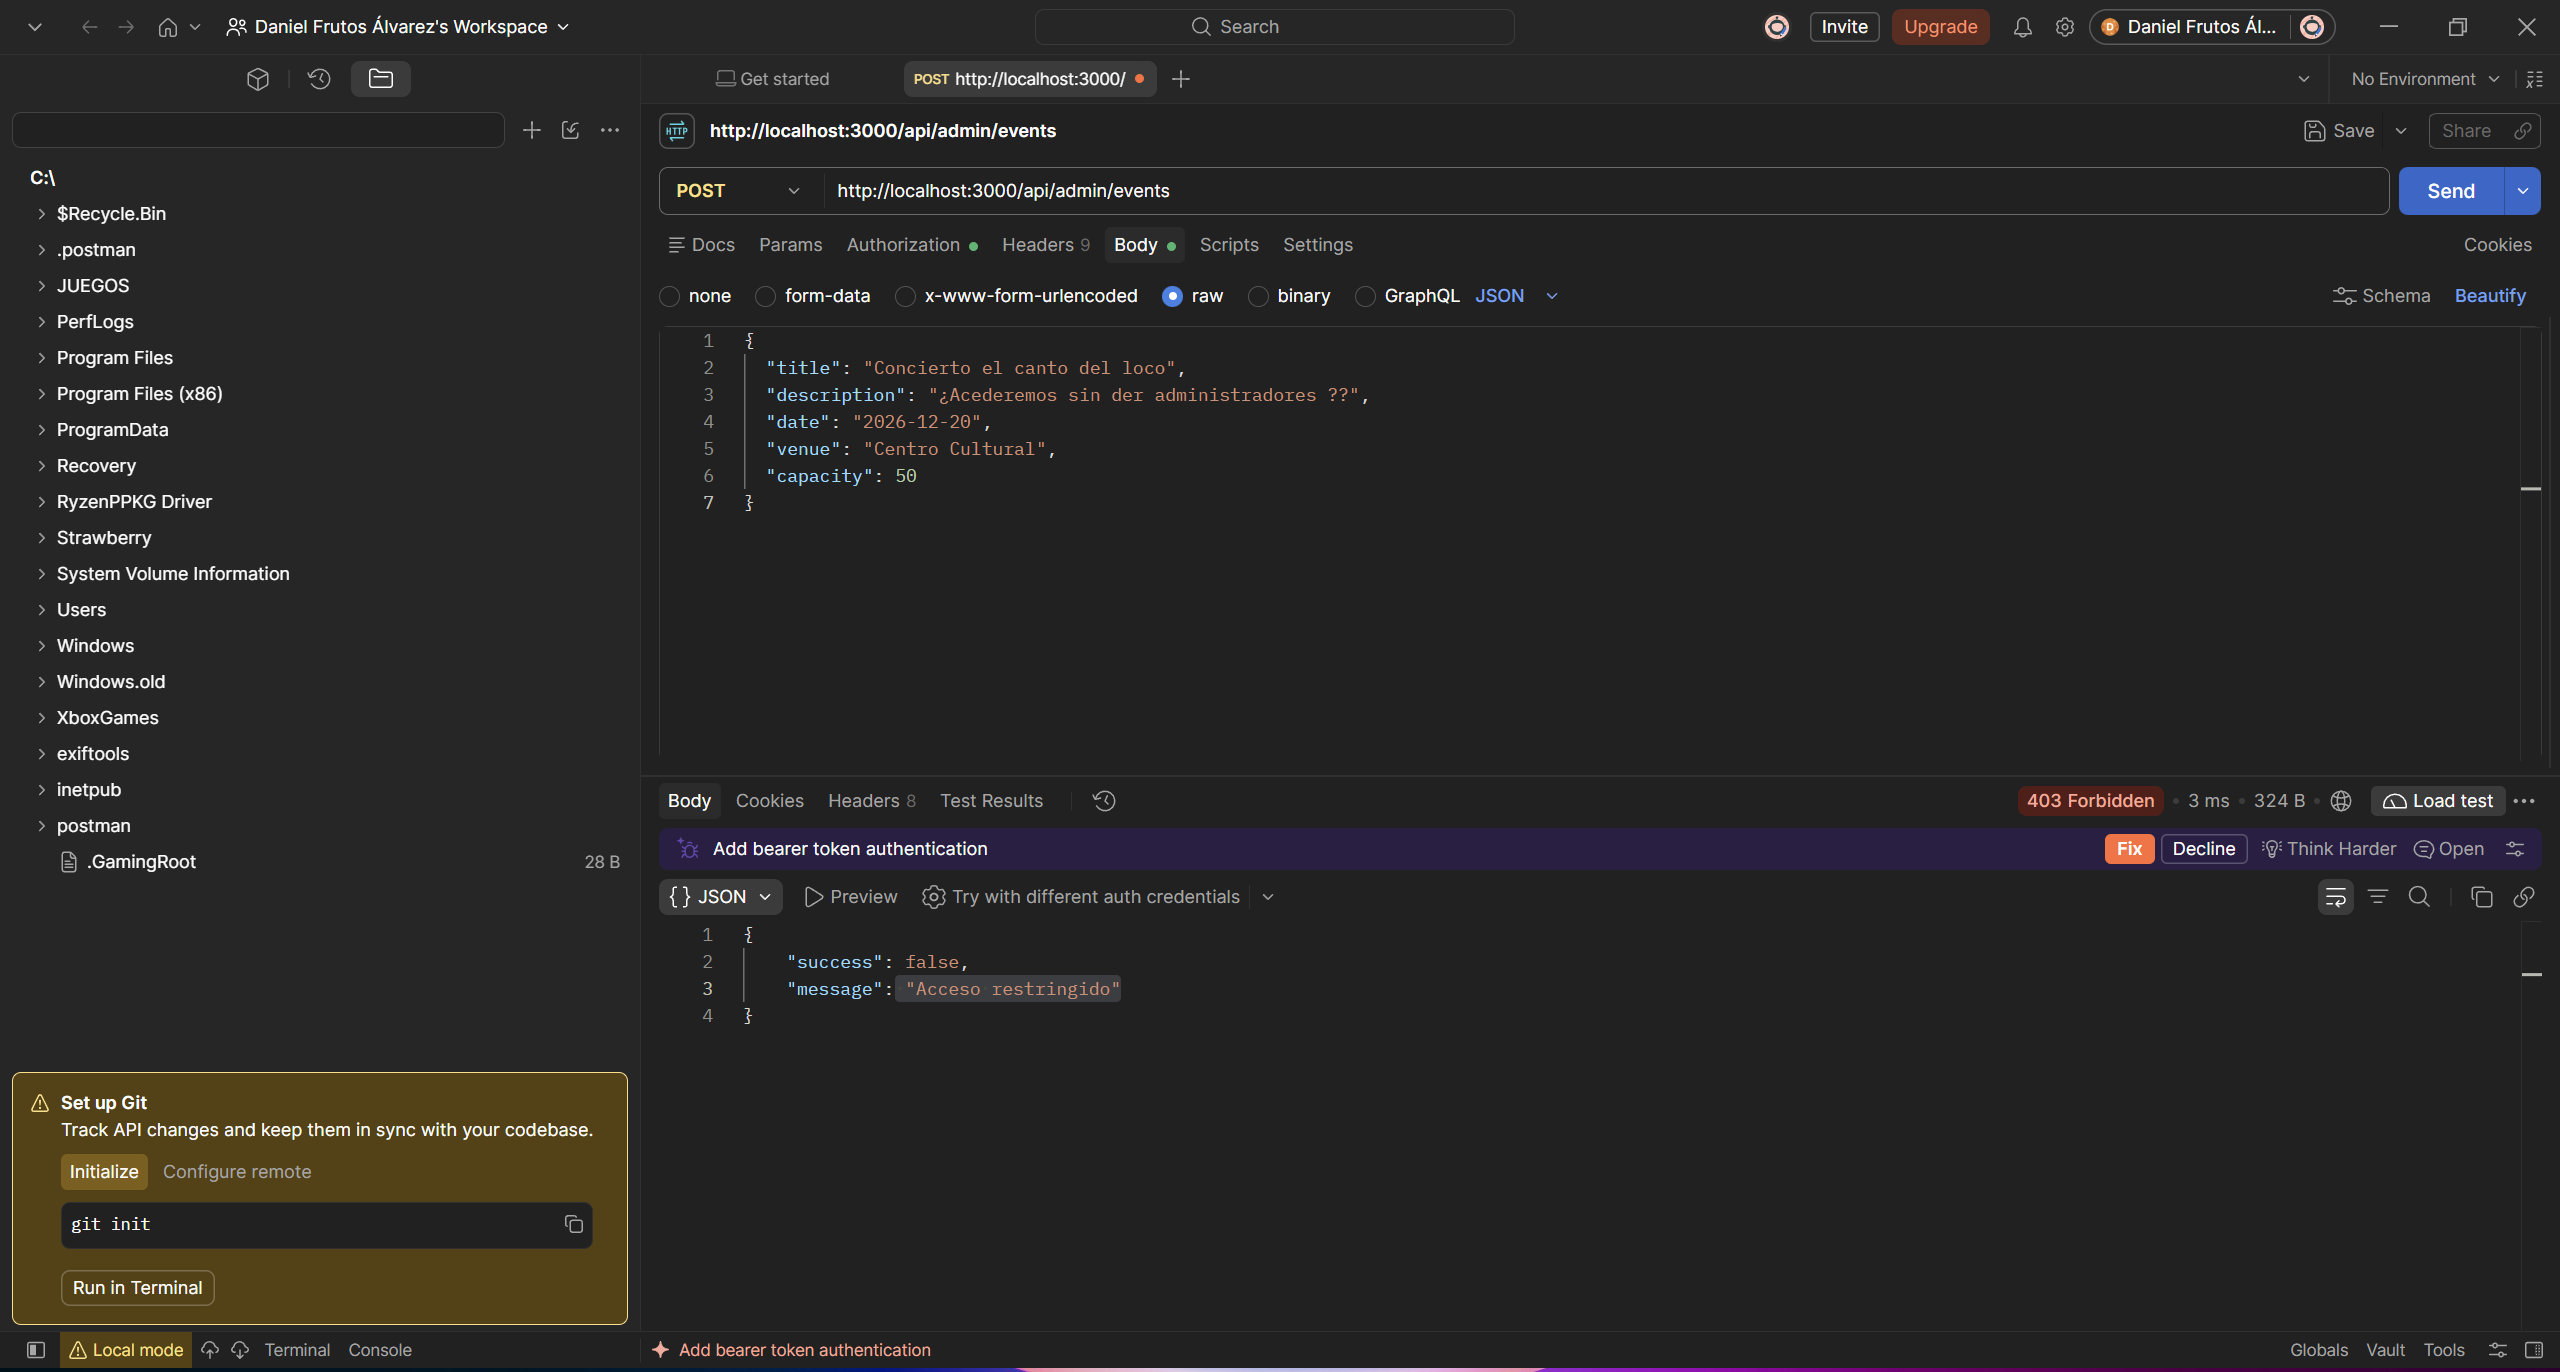 Daniel Frutos Álvarez's Workspace
Search
Invite
Upgrade
Daniel Frutos Ál...
Get started
POST http://localhost:3000/
No Environment
C:\
$Recycle.Bin
.postman
JUEGOS
PerfLogs
Program Files
Program Files (x86)
ProgramData
Recovery
RyzenPPKG Driver
Strawberry
System Volume Information
Users
Windows
Windows.old
XboxGames
exiftools
inetpub
postman
.GamingRoot 28 B
Set up Git
Track API changes and keep them in sync with your codebase.
Initialize Configure remote
git init
Run in Terminal
HTTP http://localhost:3000/api/admin/events
Save
Share
POST http://localhost:3000/api/admin/events
Send
Docs Params Authorization Headers 9 Body Scripts Settings
Cookies
none form-data x-www-form-urlencoded raw binary GraphQL JSON
Schema Beautify
1 {
2 "title": "Concierto el canto del loco",
3 "description": "¿Acederemos sin der administradores ??",
4 "date": "2026-12-20",
5 "venue": "Centro Cultural",
6 "capacity": 50
7 }
Body Cookies Headers 8 Test Results
403 Forbidden • 3 ms • 324 B •
Load test
Add bearer token authentication
Fix Decline Think Harder Open
{} JSON Preview Try with different auth credentials
1 {
2 "success": false,
3 "message": "Acceso restringido"
4 }
Local mode Terminal Console
Add bearer token authentication
Globals Vault Tools